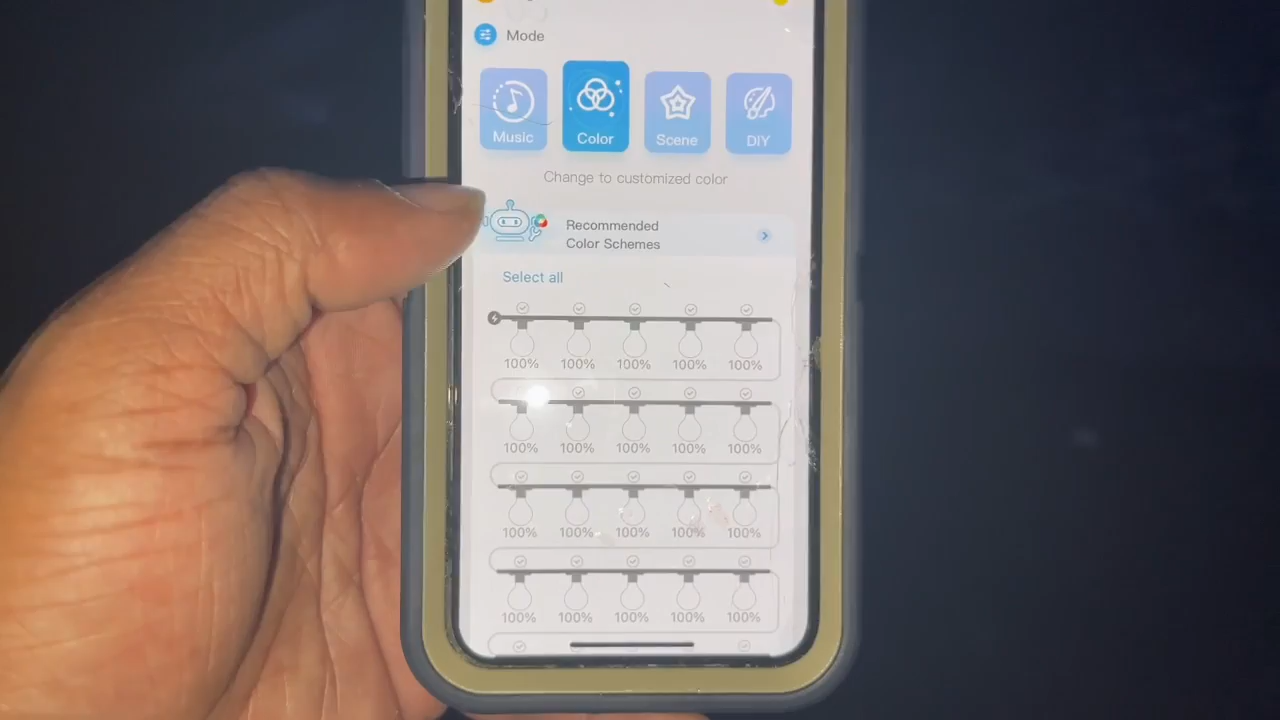 Mode
Music Color Scene DIY
Change to customized color
Recommended
Color Schemes
Select all
100% 100% 100% 100% 100%
100% 100% 100% 100% 100%
100% 100% 100% 100% 100%
100% 100% 100% 100% 100%